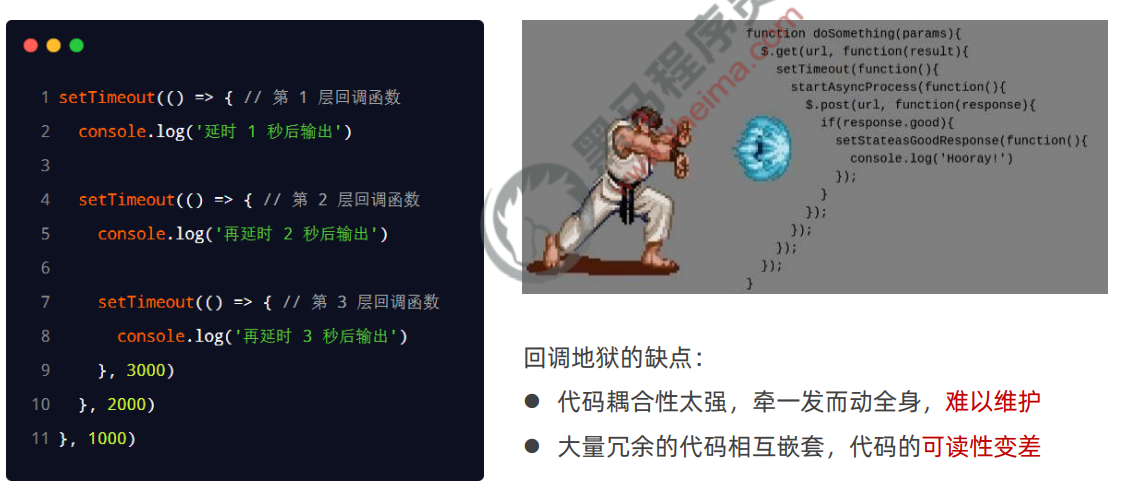 1 setTimeout(() => { // 第 1 层回调函数
2 console.log('延时 1 秒后输出')
3
4 setTimeout(() => { // 第 2 层回调函数
5 console.log('再延时 2 秒后输出')
6
7 setTimeout(() => { // 第 3 层回调函数
8 console.log('再延时 3 秒后输出')
9 }, 3000)
10 }, 2000)
11 }, 1000)
function doSomething(params){
$.get(url, function(result){
setTimeout(function(){
startAsyncProcess(function(){
$.post(url, function(response){
if(response.good){
setStateasGoodResponse(function(){
console.log('Hooray!')
});
}
});
});
});
});
}
黑马程序员
www.itheima.com
回调地狱的缺点：
● 代码耦合性太强，牵一发而动全身，难以维护
● 大量冗余的代码相互嵌套，代码的可读性变差